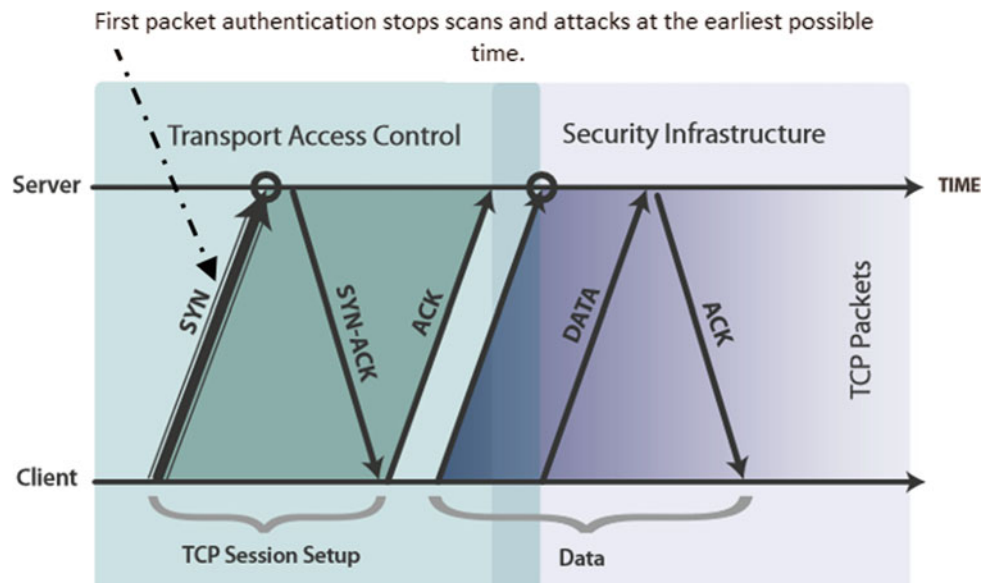 First packet authentication stops scans and attacks at the earliest possible
time.
Transport Access Control
Security Infrastructure
Server
TIME
SYN
SYN-ACK
ACK
DATA
ACK
TCP Packets
Client
TCP Session Setup
Data